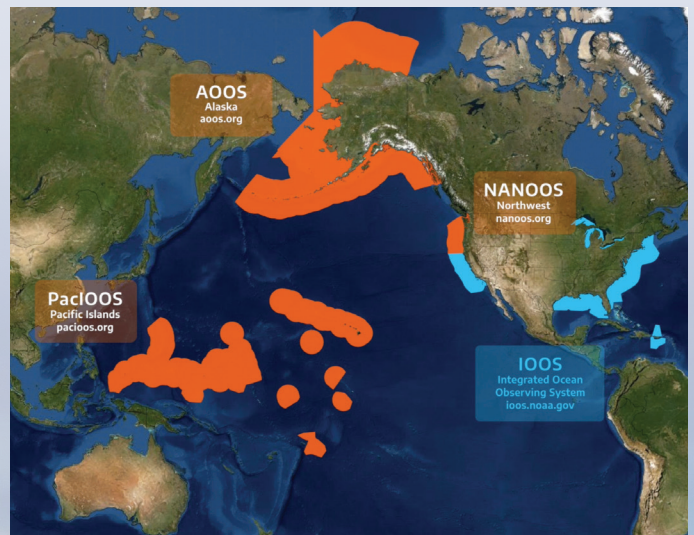 AOOS
Alaska
aoos.org
NANOOS
Northwest
nanoos.org
PacIOOS
Pacific Islands
pacioos.org
IOOS
Integrated Ocean
Observing System
ioos.noaa.gov